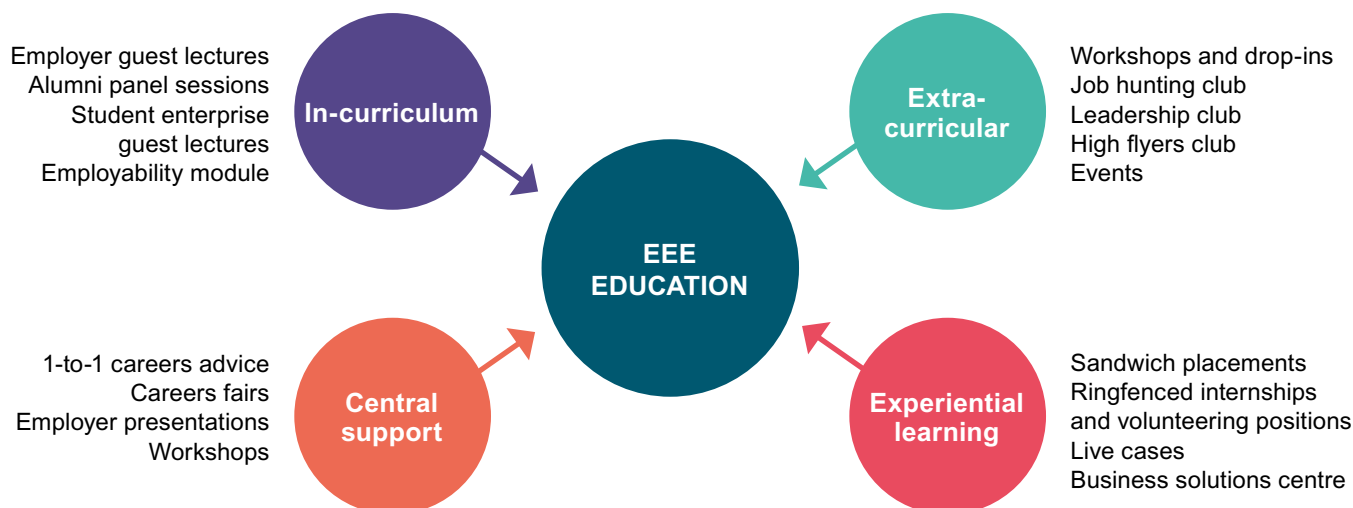 Employer guest lectures
Alumni panel sessions
Student enterprise
guest lectures
Employability module
In-curriculum
Extra-
curricular
Workshops and drop-ins
Job hunting club
Leadership club
High flyers club
Events
EEE
EDUCATION
1-to-1 careers advice
Careers fairs
Employer presentations
Workshops
Central
support
Experiential
learning
Sandwich placements
Ringfenced internships
and volunteering positions
Live cases
Business solutions centre